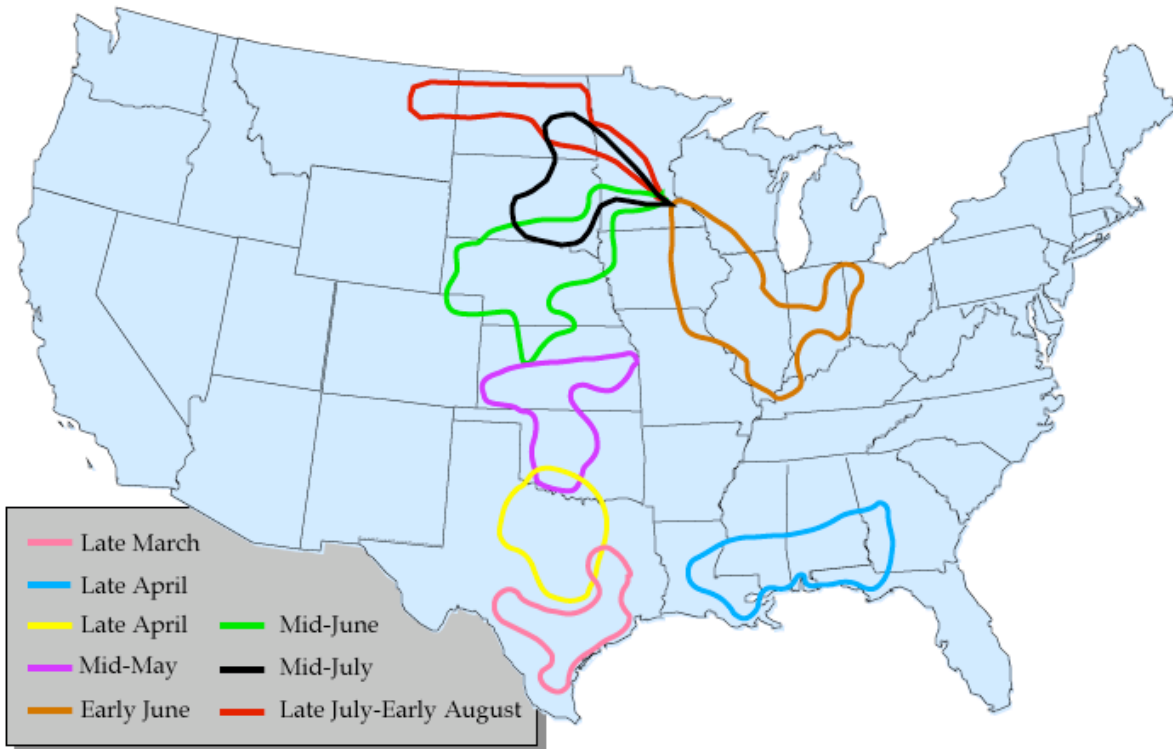 Late March
Late April
Late April
Mid-May
Early June
Mid-June
Mid-July
Late July-Early August